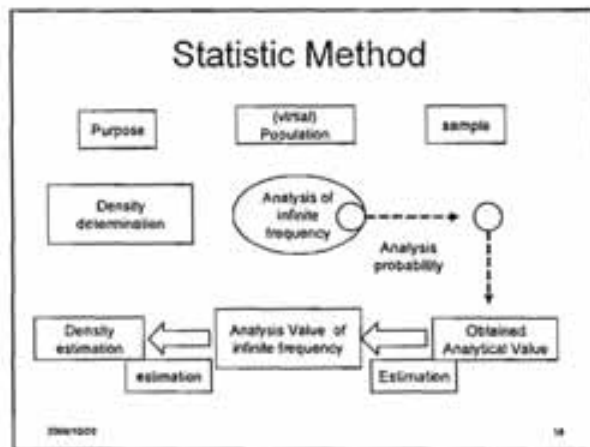 Statistic Method
Purpose
(virtial)
Population
sample
Density
determination
Analysis of
infinite
frequency
Analysis
probability
Density
estimation
estimation
Analysis Value of
infinite frequency
Estimation
Obtained
Analytical Value